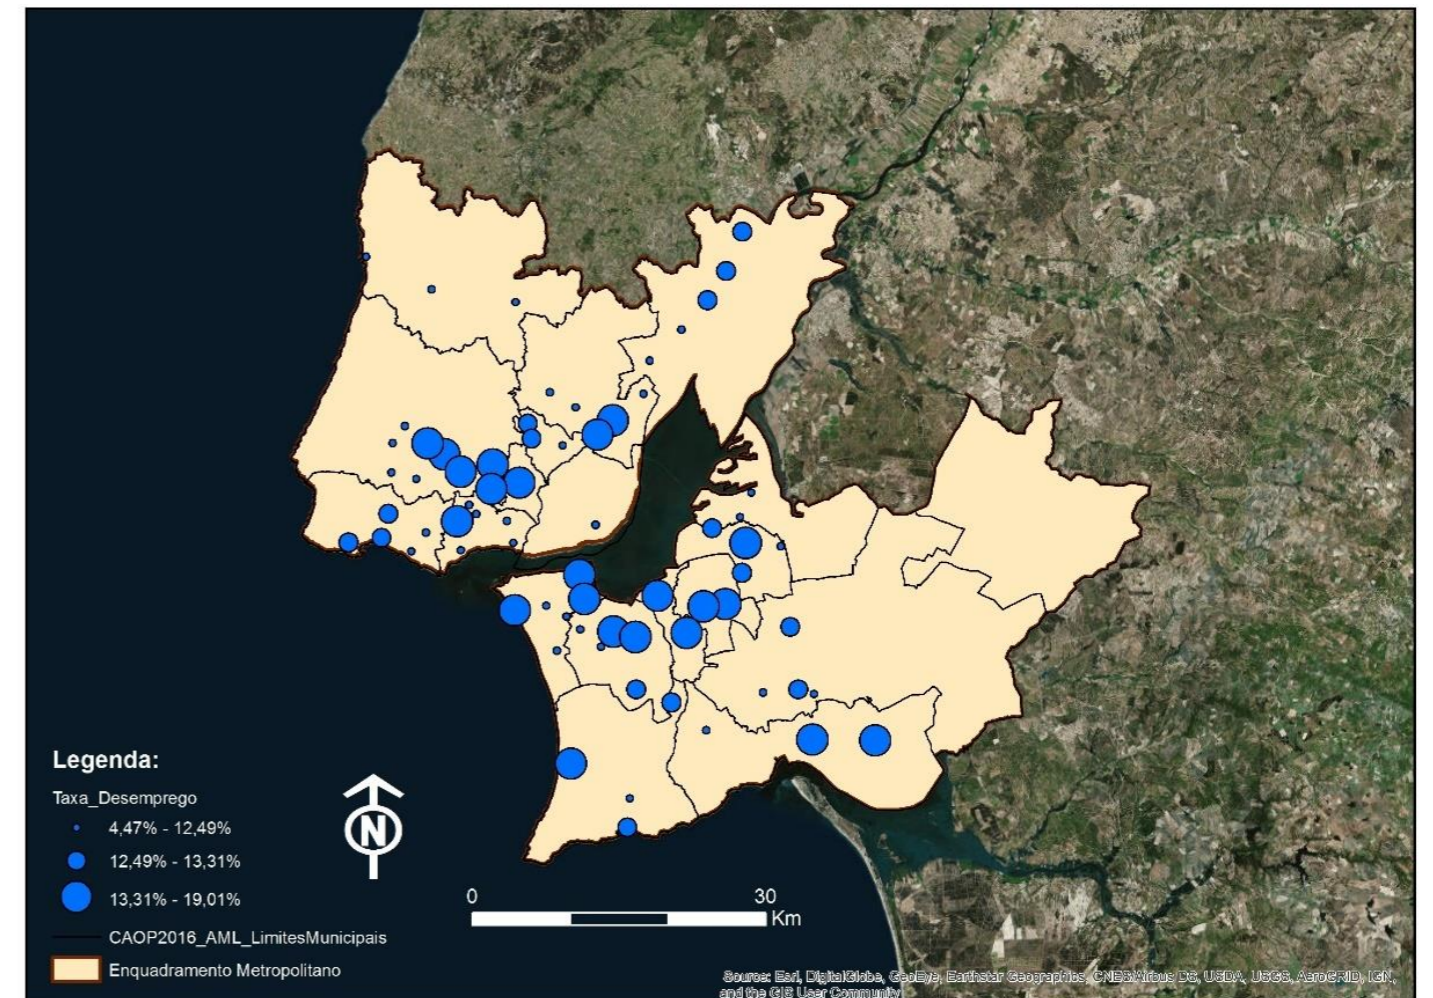 Legenda:
Taxa_Desemprego
4,47% - 12,49%
12,49% - 13,31%
13,31% - 19,01%
CAOP2016_AML_LimitesMunicipais
Enquadramento Metropolitano
N
0 30
Km
Source: Esri, DigitalGlobe, GeoEye, Earthstar Geographics, CNES/Airbus DS, USDA, USGS, AeroGRID, IGN,
and the GIS User Community